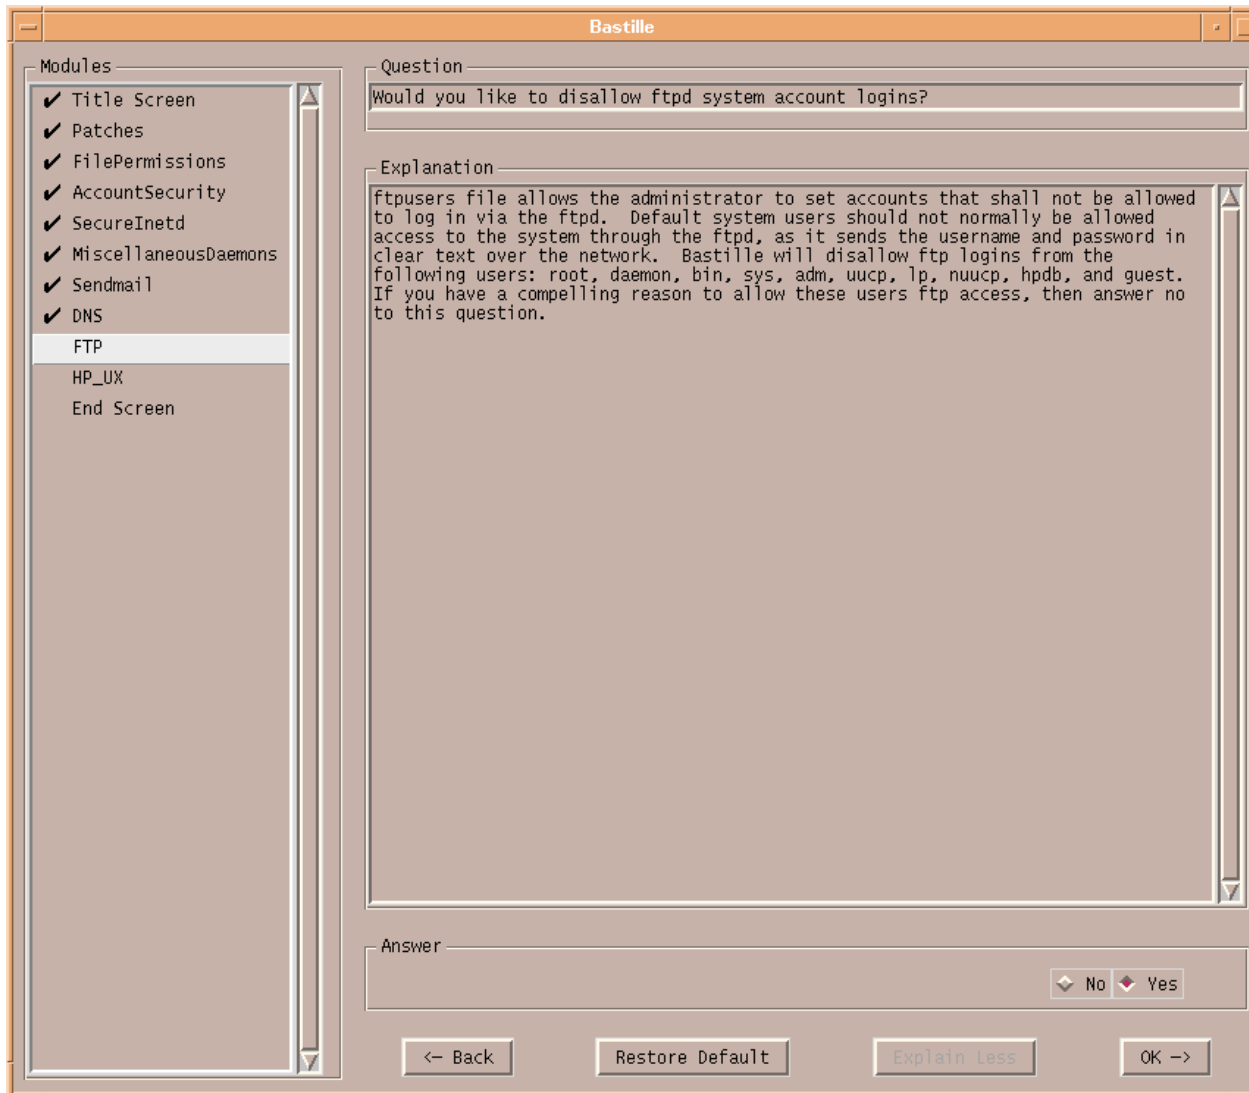 Bastille
Modules
Title Screen
Patches
FilePermissions
AccountSecurity
SecureInetd
MiscellaneousDaemons
Sendmail
DNS
FTP
HP_UX
End Screen
Question
Would you like to disallow ftpd system account logins?
Explanation
ftpusers file allows the administrator to set accounts that shall not be allowed
to log in via the ftpd.  Default system users should not normally be allowed
access to the system through the ftpd, as it sends the username and password in
clear text over the network.  Bastille will disallow ftp logins from the
following users: root, daemon, bin, sys, adm, uucp, lp, nuucp, hpdb, and guest.
If you have a compelling reason to allow these users ftp access, then answer no
to this question.
Answer
No Yes
<- Back Restore Default Explain Less OK ->